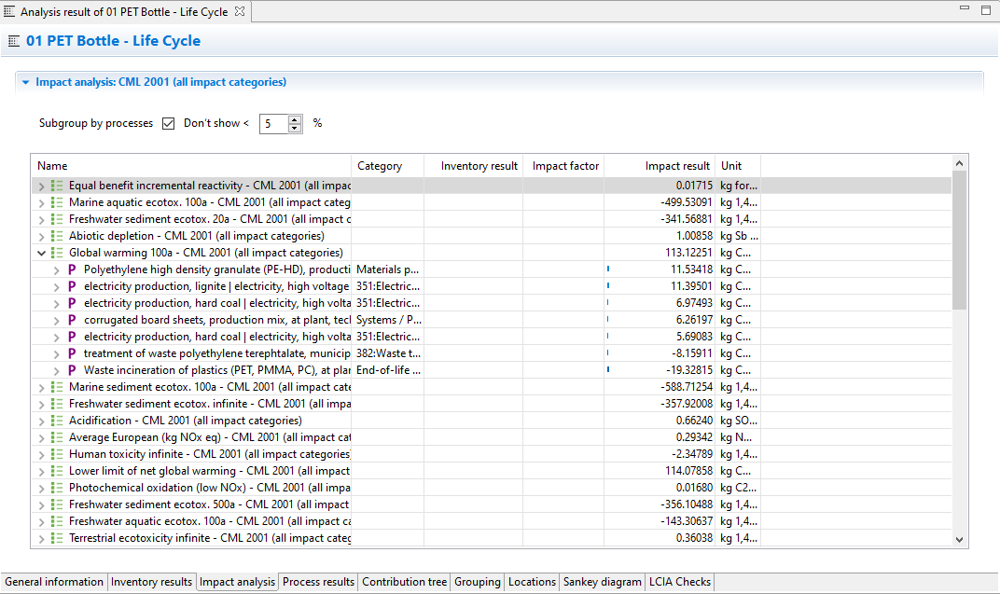 Analysis result of 01 PET Bottle - Life Cycle
01 PET Bottle - Life Cycle
Impact analysis: CML 2001 (all impact categories)
Subgroup by processes Don't show < 5 %
Name Category Inventory result Impact factor Impact result Unit
Equal benefit incremental reactivity - CML 2001 (all impac 0.01715 kg for...
Marine aquatic ecotox. 100a - CML 2001 (all impact categ -499.53091 kg 1,4...
Freshwater sediment ecotox. 20a - CML 2001 (all impact c -341.56881 kg 1,4...
Abiotic depletion - CML 2001 (all impact categories) 1.00858 kg Sb ...
Global warming 100a - CML 2001 (all impact categories) 113.12251 kg C...
P Polyethylene high density granulate (PE-HD), producti Materials p... 11.53418 kg C...
P electricity production, lignite | electricity, high voltage 351:Electric... 11.39501 kg C...
P electricity production, hard coal | electricity, high volta 351:Electric... 6.97493 kg C...
P corrugated board sheets, production mix, at plant, tecl Systems / P... 6.26197 kg C...
P electricity production, hard coal | electricity, high volta 351:Electric... 5.69083 kg C...
P treatment of waste polyethylene terephtalate, municip 382:Waste t... -8.15911 kg C...
P Waste incineration of plastics (PET, PMMA, PC), at plan End-of-life ... -19.32815 kg C...
Marine sediment ecotox. 100a - CML 2001 (all impact cate -588.71254 kg 1,4...
Freshwater sediment ecotox. infinite - CML 2001 (all impa -357.92008 kg 1,4...
Acidification - CML 2001 (all impact categories) 0.66240 kg SO...
Average European (kg NOx eq) - CML 2001 (all impact cat 0.29342 kg N...
Human toxicity infinite - CML 2001 (all impact categories) -2.34789 kg 1,4...
Lower limit of net global warming - CML 2001 (all impact 114.07858 kg C...
Photochemical oxidation (low NOx) - CML 2001 (all impa 0.01680 kg C2...
Freshwater sediment ecotox. 500a - CML 2001 (all impact -356.10488 kg 1,4...
Freshwater aquatic ecotox. 100a - CML 2001 (all impact c -143.30637 kg 1,4...
Terrestrial ecotoxicity infinite - CML 2001 (all impact categ 0.36038 kg 1,4...
General information Inventory results Impact analysis Process results Contribution tree Grouping Locations Sankey diagram LCIA Checks